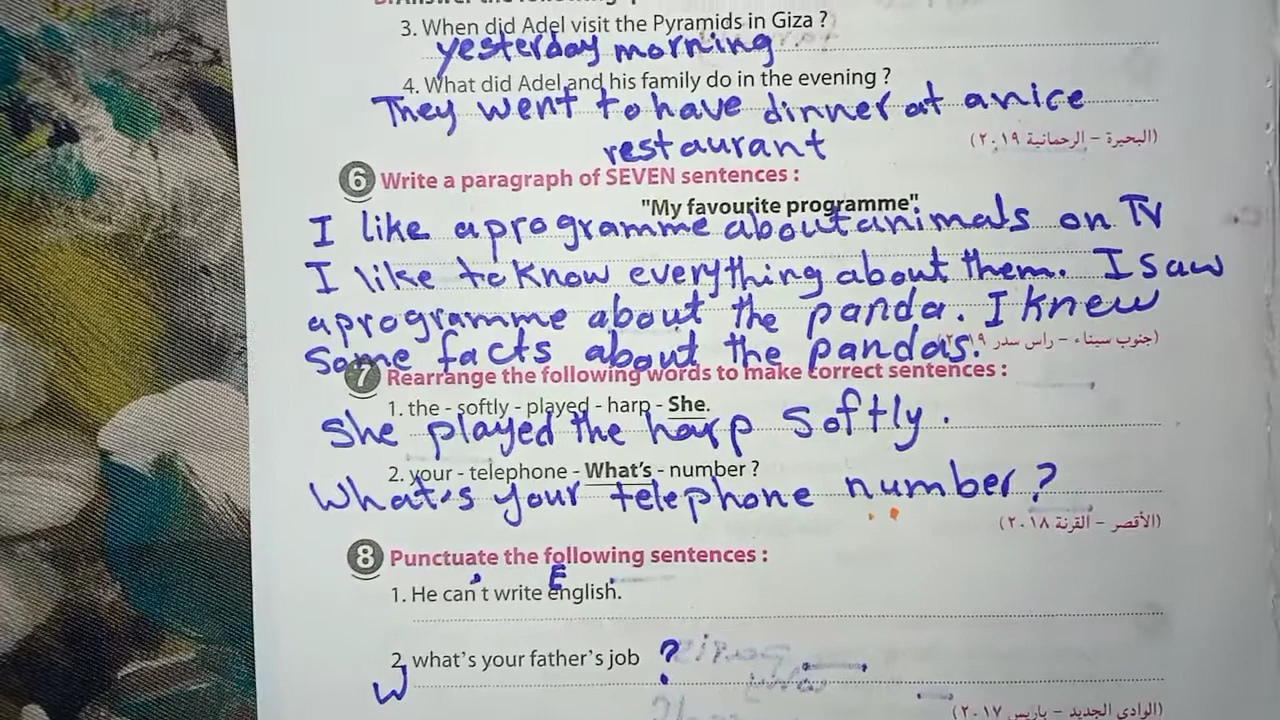 3. When did Adel visit the Pyramids in Giza ?
yesterday morning
4. What did Adel and his family do in the evening ?
They went to have dinner at a nice
restaurant
(البحيرة – الرحمانية ٢٠١٩)
6 Write a paragraph of SEVEN sentences :
"My favourite programme"
I like a programme about animals on TV
I like to know everything about them. I saw
a programme about the panda. I knew
some facts about the pandas.
(جنوب سيناء – راس سدر ٢٠١٩)
7 Rearrange the following words to make correct sentences :
1. the - softly - played - harp - She.
She played the harp softly.
2. your - telephone - What's - number ?
What's your telephone number ?
(الأقصر – القرنة ٢٠١٨)
8 Punctuate the following sentences :
1. He can't write English.
2. what's your father's job ?
W
(الوادي الجديد – باريس ٢٠١٧)